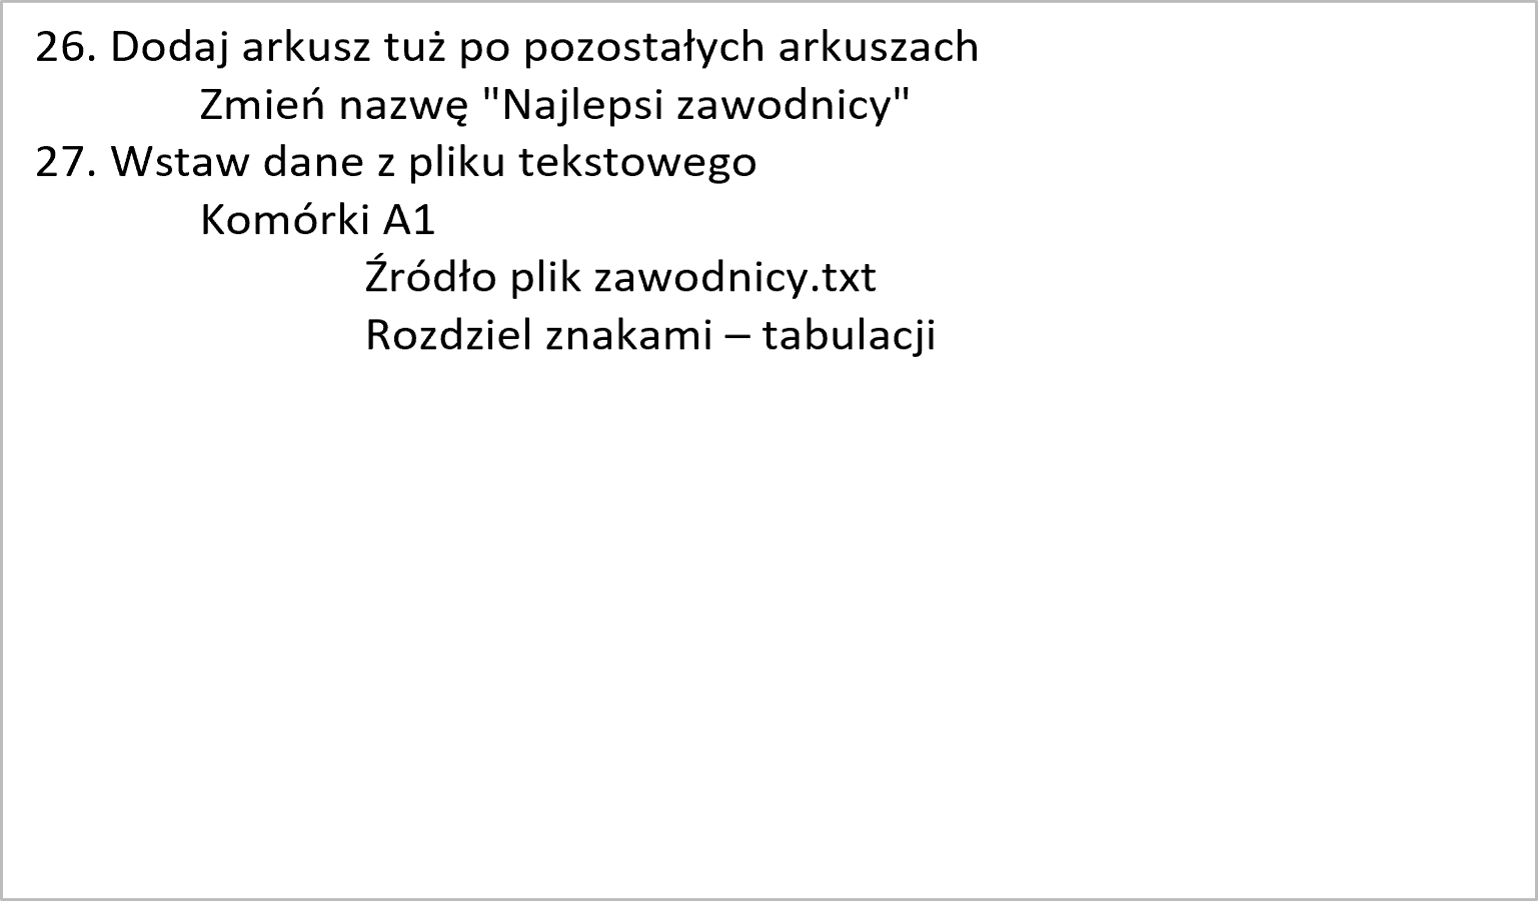 26. Dodaj arkusz tuż po pozostałych arkuszach
Zmień nazwę "Najlepsi zawodnicy"
27. Wstaw dane z pliku tekstowego
Komórki A1
Źródło plik zawodnicy.txt
Rozdziel znakami – tabulacji